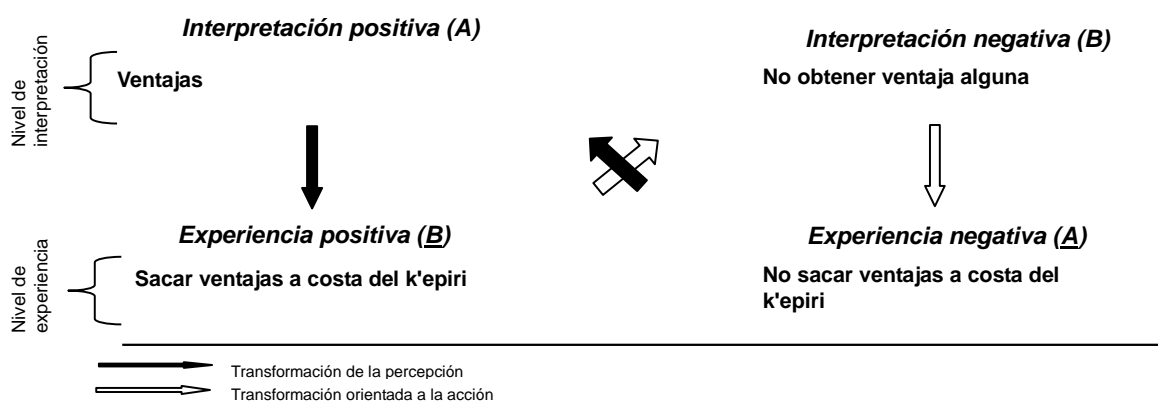 Interpretación positiva (A)
Interpretación negativa (B)
Nivel de
interpretación
Ventajas
No obtener ventaja alguna
Experiencia positiva (B)
Experiencia negativa (A)
Nivel de
experiencia
Sacar ventajas a costa del k'epiri
No sacar ventajas a costa del
k'epiri
Transformación de la percepción
Transformación orientada a la acción